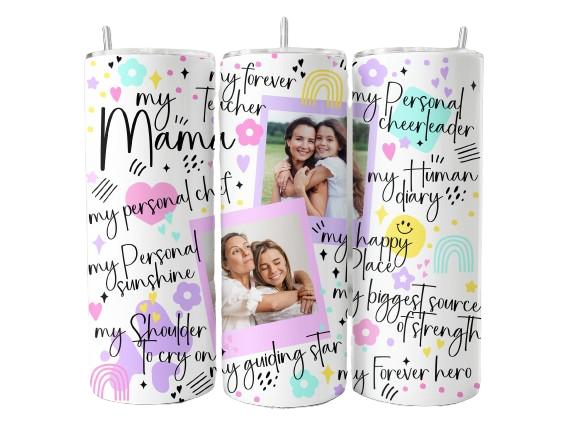 my
Mama
my personal chef
my Personal
sunshine
my Shoulder
to cry on
my forever
Teacher
my guiding star
my Personal
cheerleader
my Human
diary
my happy
Place
my biggest source
of strength
my Forever hero